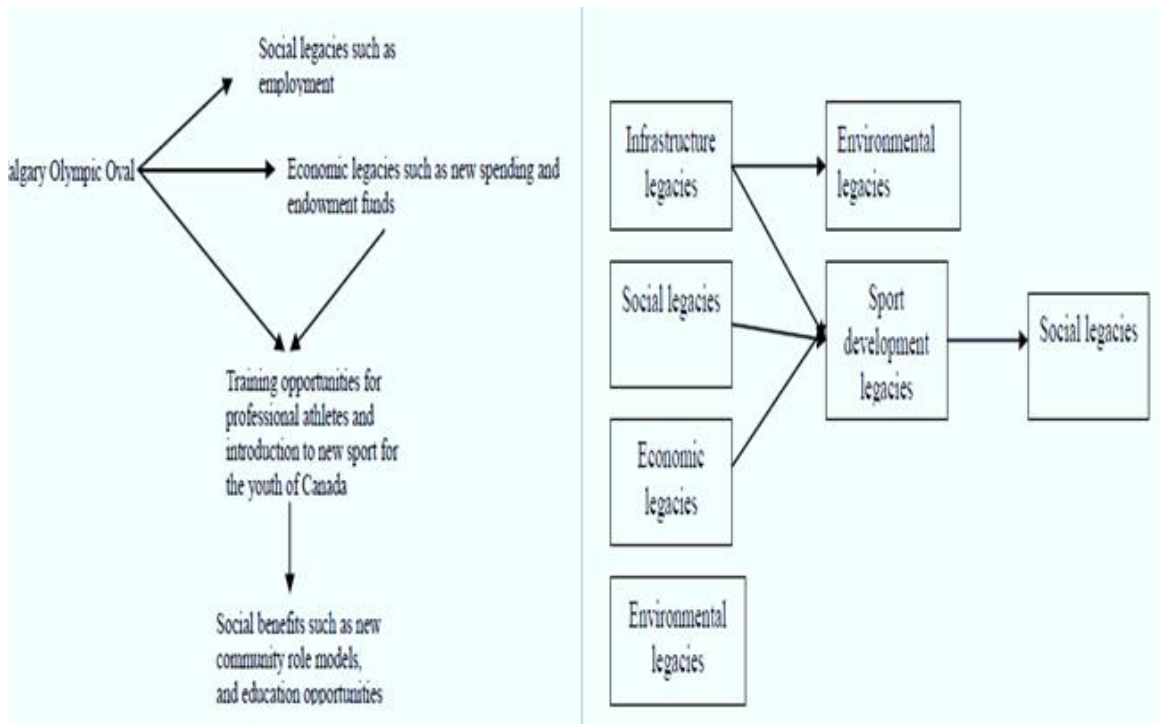 Social legacies such as
employment
algary Olympic Oval
Economic legacies such as new spending and
endowment funds
Training opportunities for
professional athletes and
introduction to new sport for
the youth of Canada
Social benefits such as new
community role models,
and education opportunities
Infrastructure
legacies
Environmental
legacies
Social legacies
Sport
development
legacies
Social legacies
Economic
legacies
Environmental
legacies